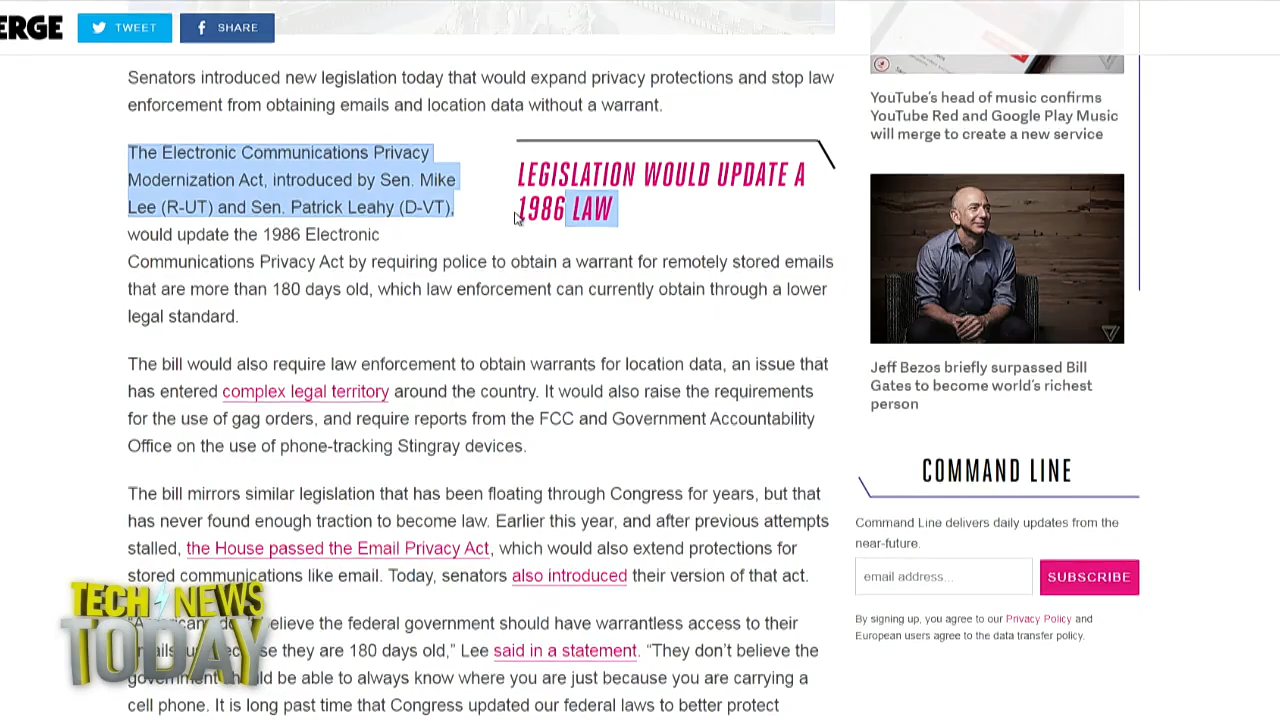 ERGE
TWEET
SHARE
Senators introduced new legislation today that would expand privacy protections and stop law
enforcement from obtaining emails and location data without a warrant.
The Electronic Communications Privacy
Modernization Act, introduced by Sen. Mike
Lee (R-UT) and Sen. Patrick Leahy (D-VT),
would update the 1986 Electronic
Communications Privacy Act by requiring police to obtain a warrant for remotely stored emails
that are more than 180 days old, which law enforcement can currently obtain through a lower
legal standard.
LEGISLATION WOULD UPDATE A
1986 LAW
The bill would also require law enforcement to obtain warrants for location data, an issue that
has entered complex legal territory around the country. It would also raise the requirements
for the use of gag orders, and require reports from the FCC and Government Accountability
Office on the use of phone-tracking Stingray devices.
The bill mirrors similar legislation that has been floating through Congress for years, but that
has never found enough traction to become law. Earlier this year, and after previous attempts
stalled, the House passed the Email Privacy Act, which would also extend protections for
stored communications like email. Today, senators also introduced their version of that act.
elieve the federal government should have warrantless access to their
they are 180 days old,” Lee said in a statement. “They don’t believe the
be able to always know where you are just because you are carrying a
cell phone. It is long past time that Congress updated our federal laws to better protect
TECH NEWS
TODAY
YouTube’s head of music confirms
YouTube Red and Google Play Music
will merge to create a new service
Jeff Bezos briefly surpassed Bill
Gates to become world’s richest
person
COMMAND LINE
Command Line delivers daily updates from the
near-future.
email address...
SUBSCRIBE
By signing up, you agree to our Privacy Policy and
European users agree to the data transfer policy.